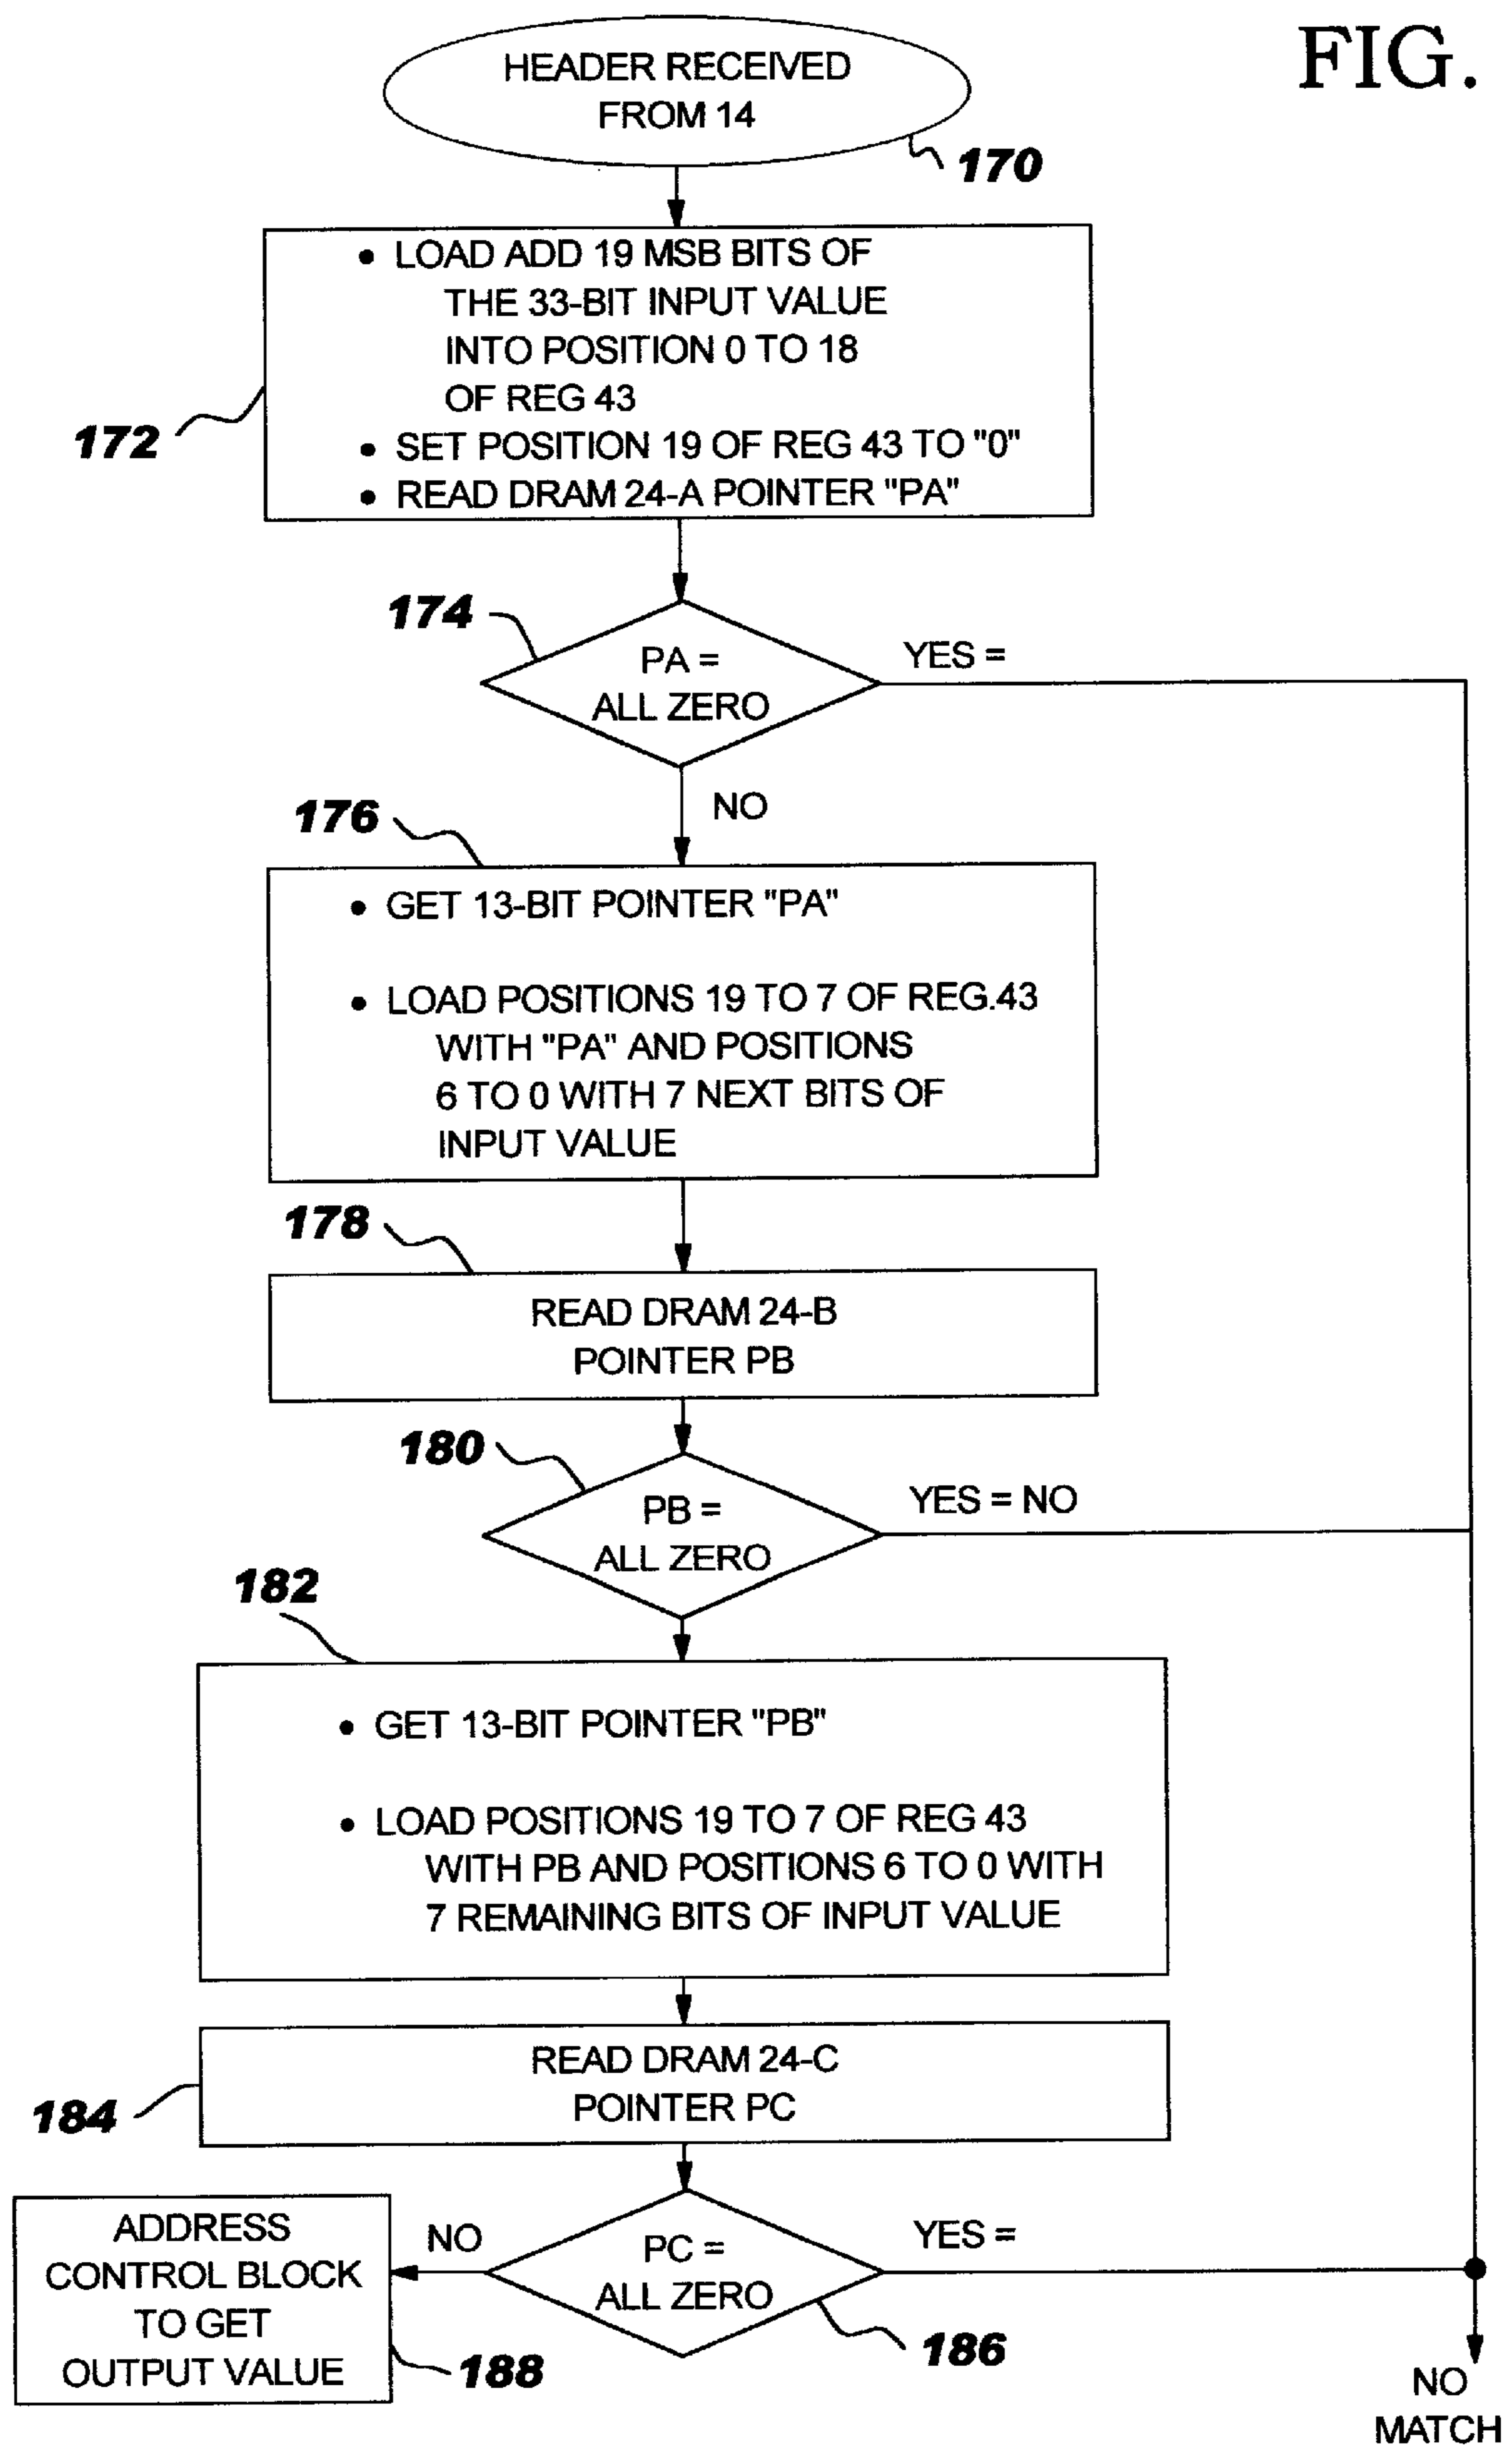 FIG.
HEADER RECEIVED
FROM 14
170
• LOAD ADD 19 MSB BITS OF
THE 33-BIT INPUT VALUE
INTO POSITION 0 TO 18
OF REG 43
172
• SET POSITION 19 OF REG 43 TO "0"
• READ DRAM 24-A POINTER "PA"
174
YES =
PA =
ALL ZERO
NO
176
• GET 13-BIT POINTER "PA"
• LOAD POSITIONS 19 TO 7 OF REG.43
WITH "PA" AND POSITIONS
6 TO 0 WITH 7 NEXT BITS OF
INPUT VALUE
178
READ DRAM 24-B
POINTER PB
180
YES = NO
PB =
ALL ZERO
182
• GET 13-BIT POINTER "PB"
• LOAD POSITIONS 19 TO 7 OF REG 43
WITH PB AND POSITIONS 6 TO 0 WITH
7 REMAINING BITS OF INPUT VALUE
READ DRAM 24-C
POINTER PC
184
ADDRESS
CONTROL BLOCK
TO GET
OUTPUT VALUE
NO
PC =
ALL ZERO
YES =
186
188
NO
MATCH